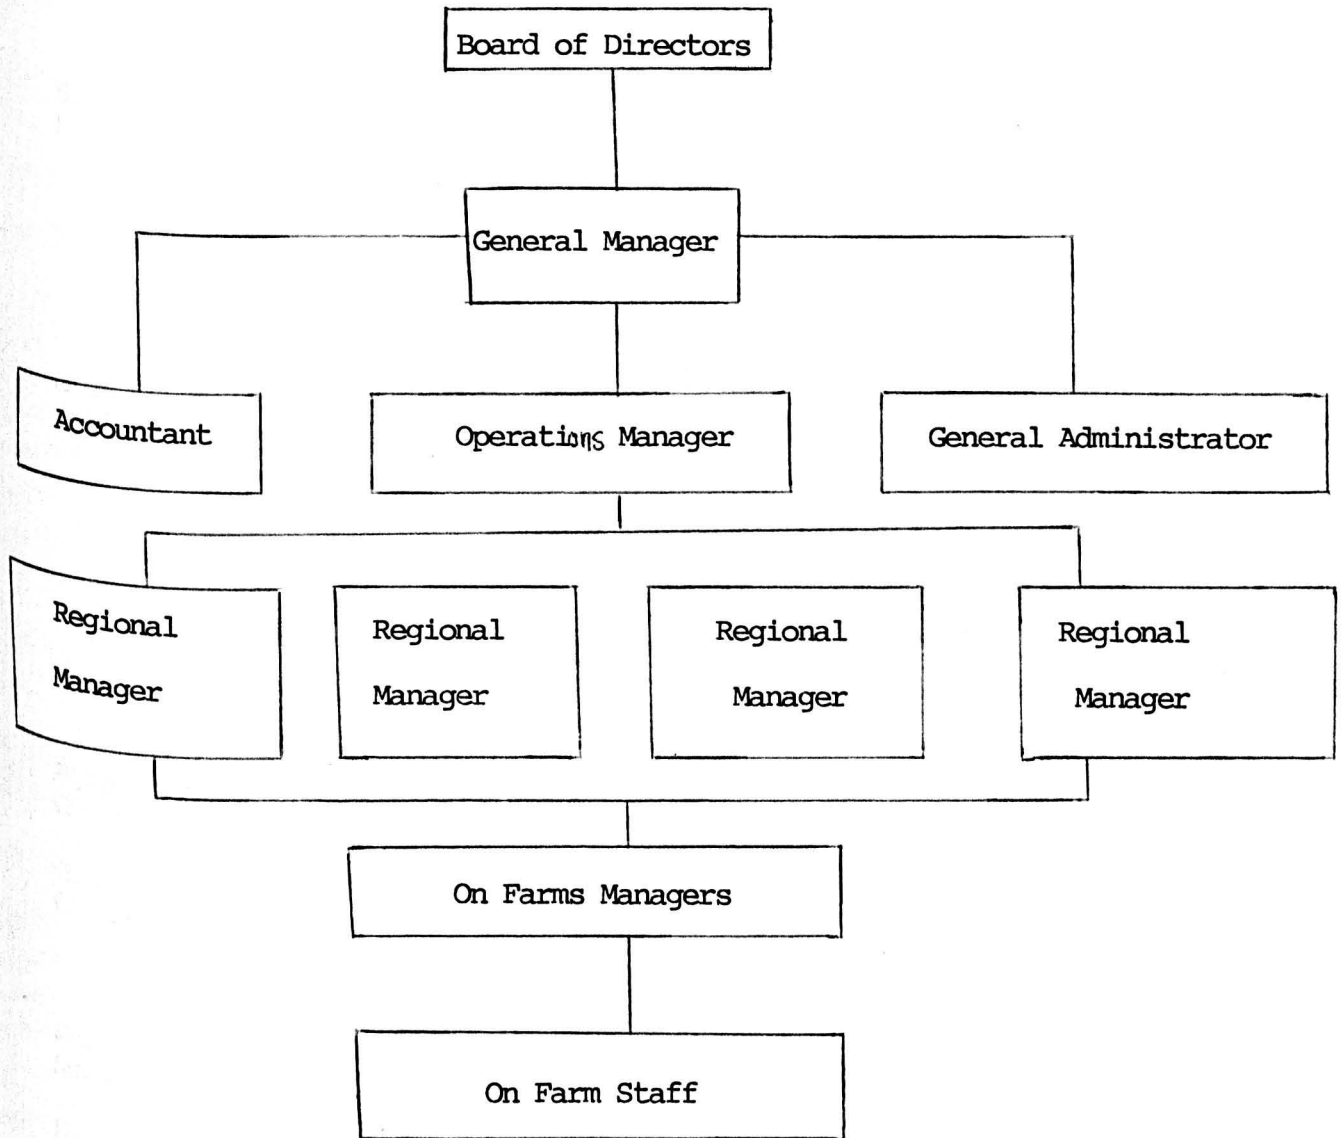 Board of Directors
General Manager
Accountant
Operations Manager
General Administrator
Regional
Manager
Regional
Manager
Regional
Manager
Regional
Manager
On Farms Managers
On Farm Staff